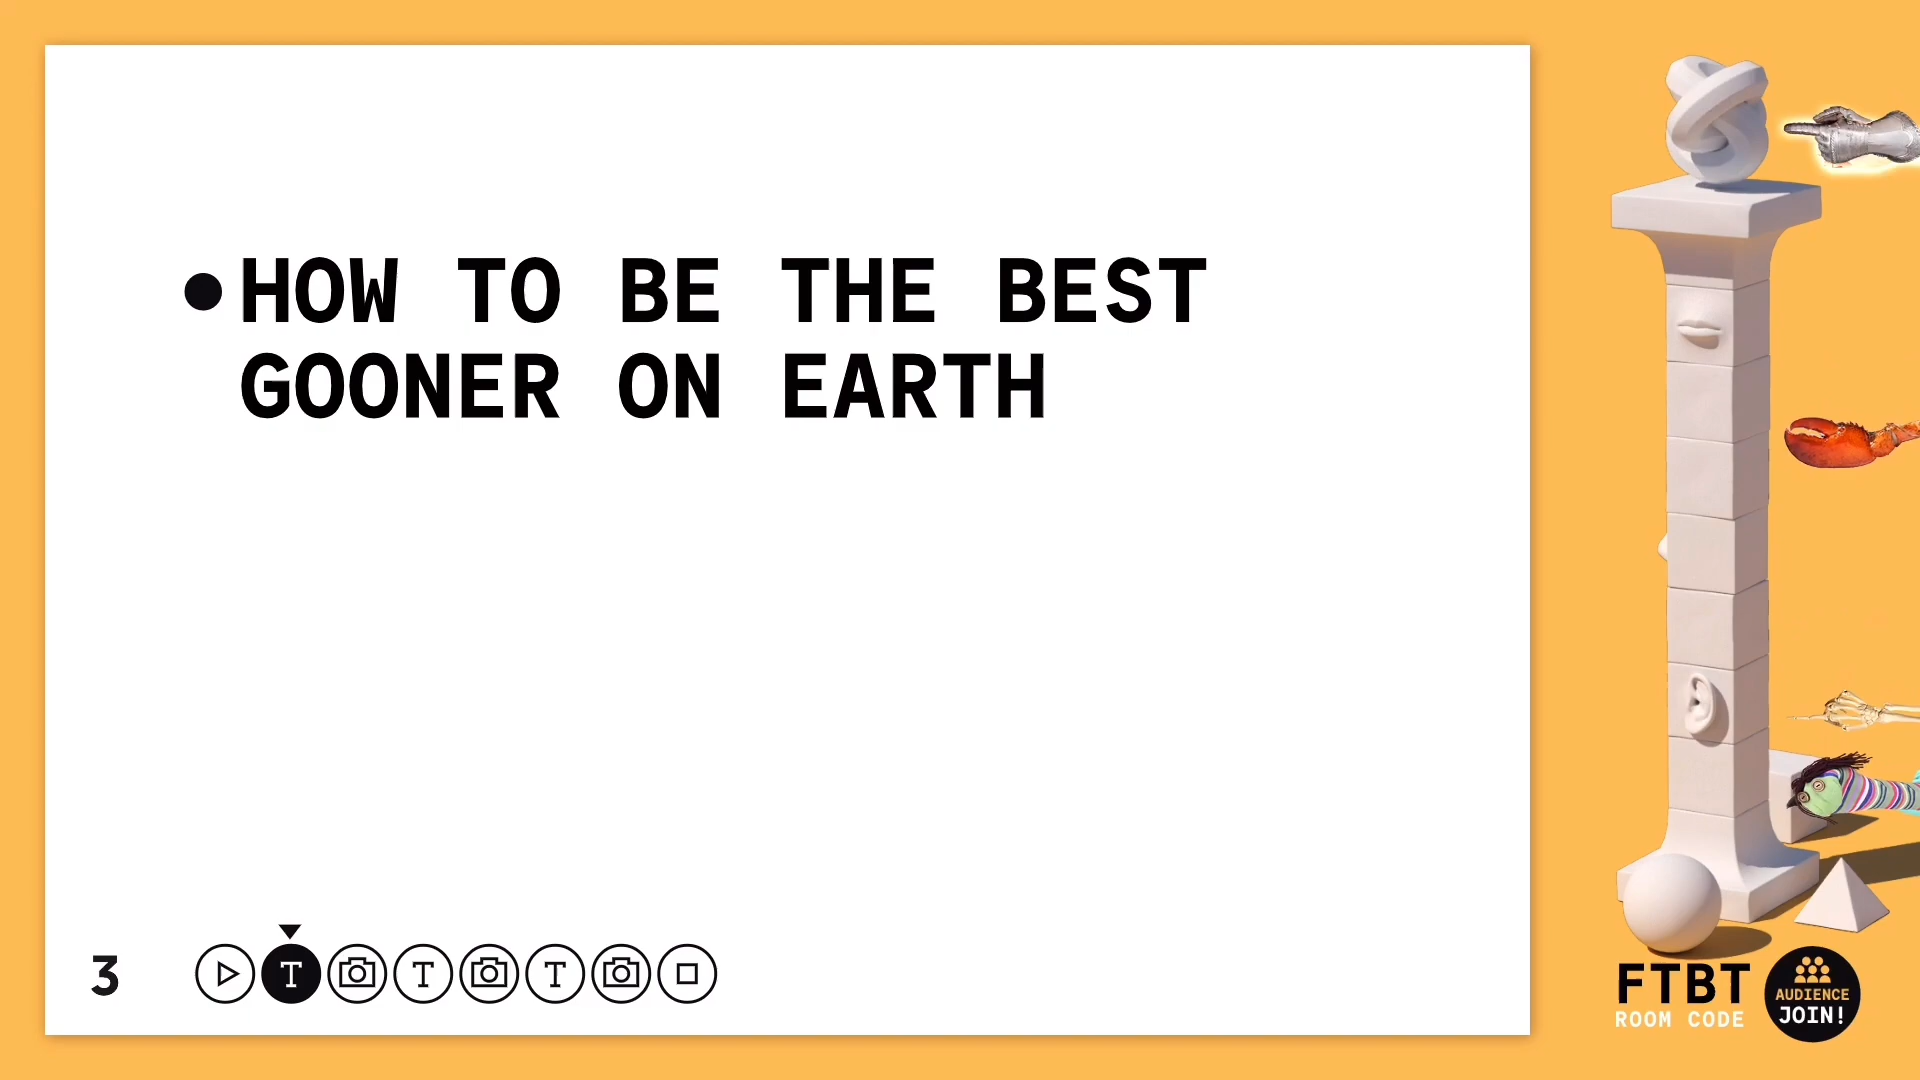 ●HOW TO BE THE BEST
GOONER ON EARTH
3
T
T
T
FTBT
ROOM CODE
AUDIENCE
JOIN!